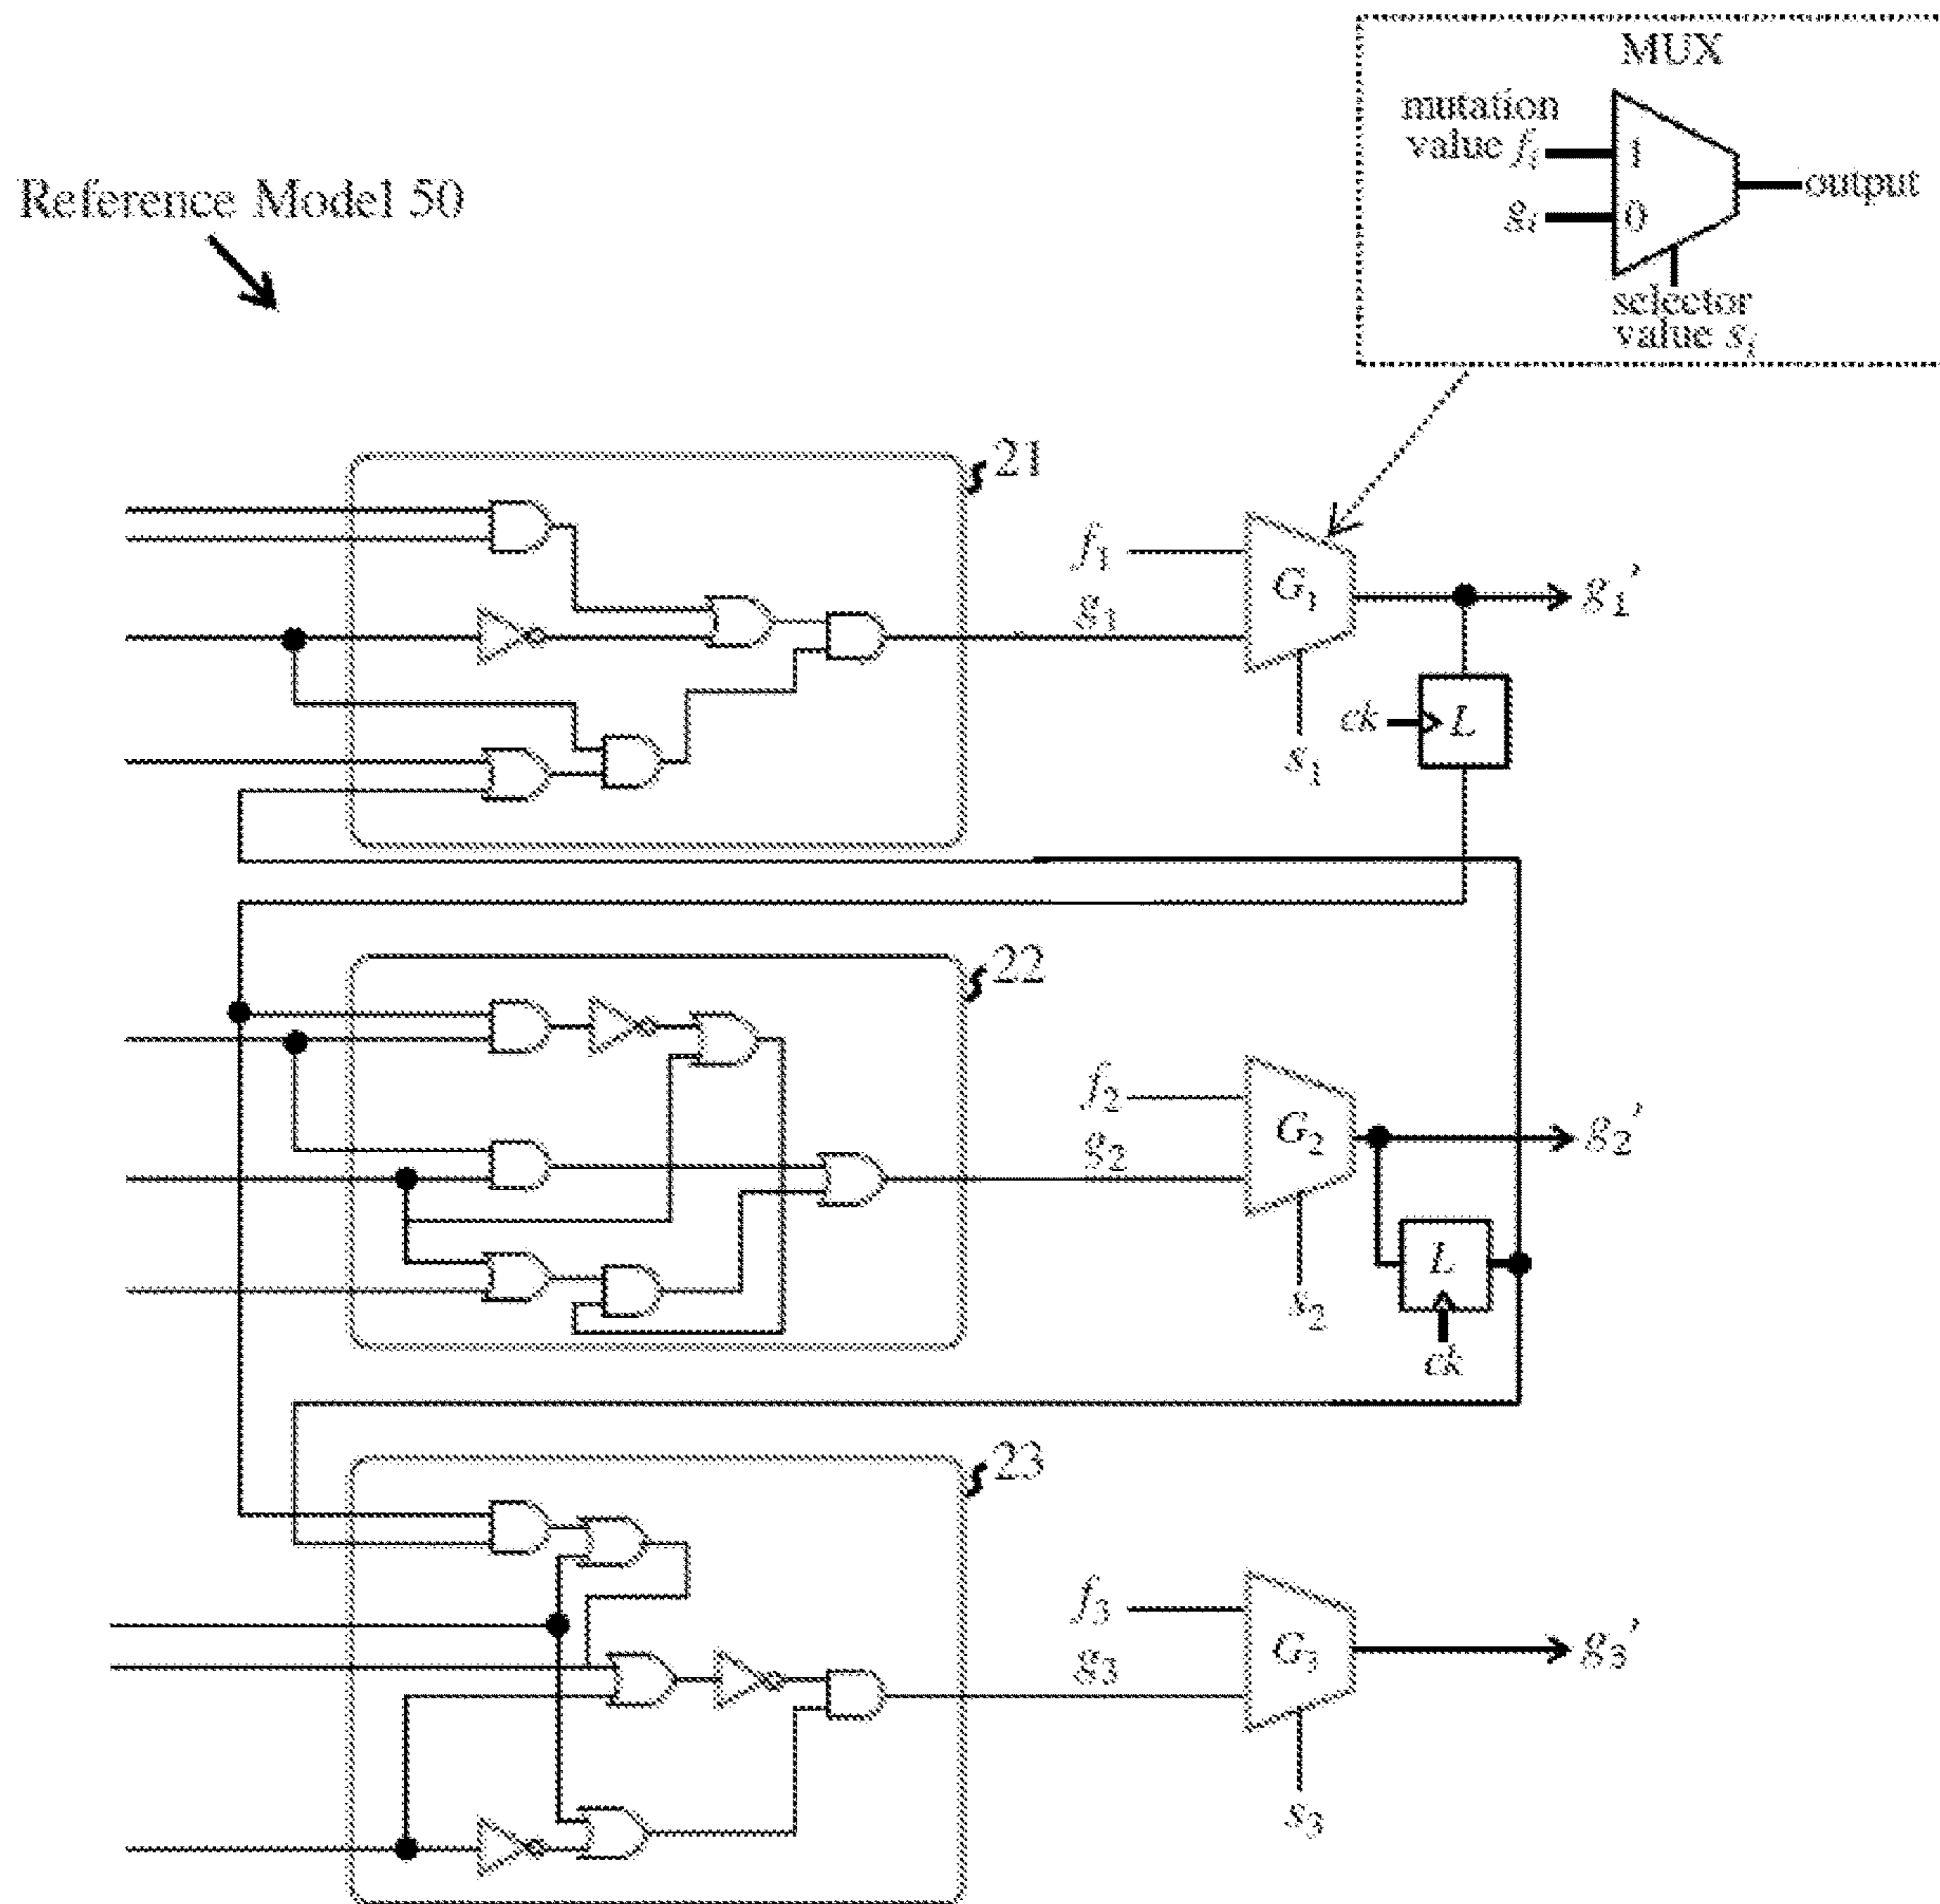 MUX
mutation
value fᵢ
1
gᵢ
0
output
selector
value sᵢ
Reference Model 50
21
f₁
g₁
G₁
g₁’
ck
L
s₁
22
f₂
g₂
G₂
g₂’
L
s₂
ck
23
f₃
g₃
G₃
g₃’
s₃